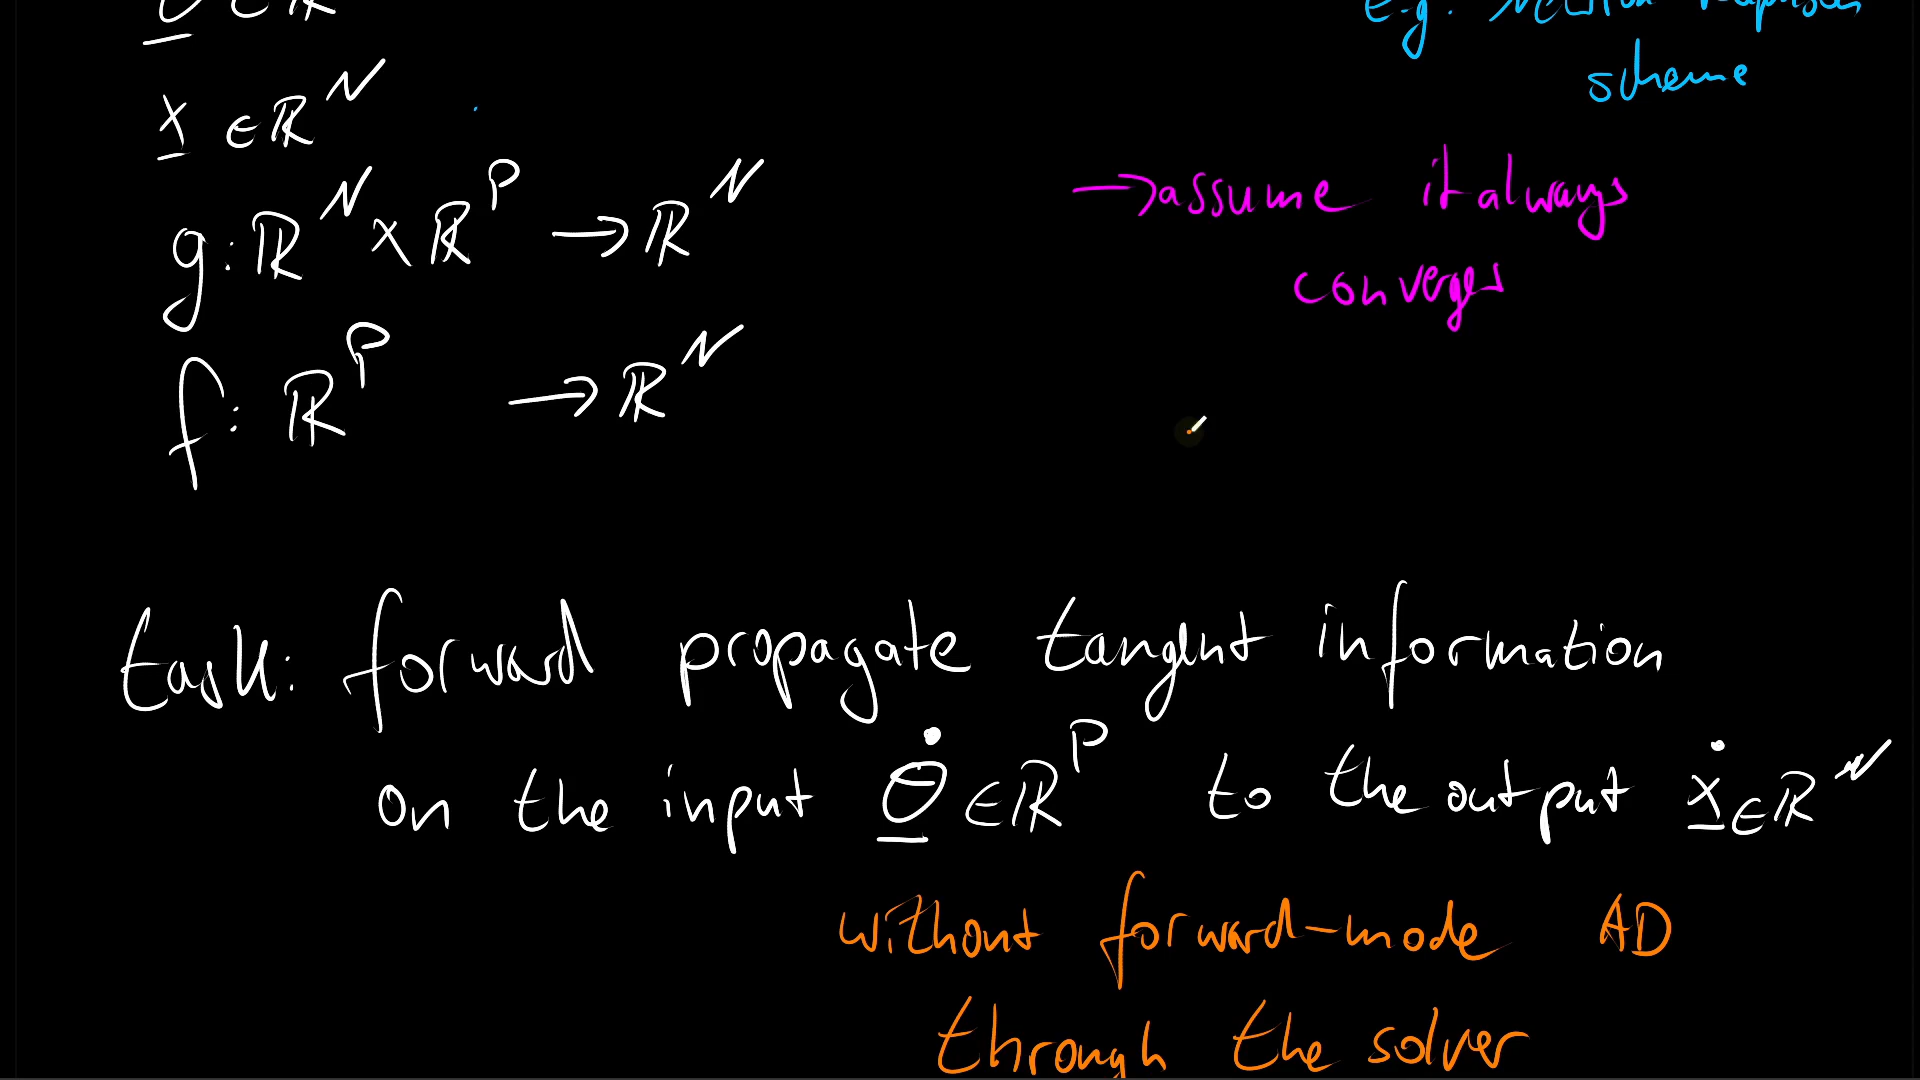 ∈ℝ
x ∈ℝ^N
g: ℝ^N × ℝ^P → ℝ^N
f: ℝ^P → ℝ^N
e.g.
scheme
→ assume it always
converges
task: forward propagate tangent information
on the input θ̇ ∈ℝ^P to the output ẋ ∈ℝ^N
without forward-mode AD
through the solver